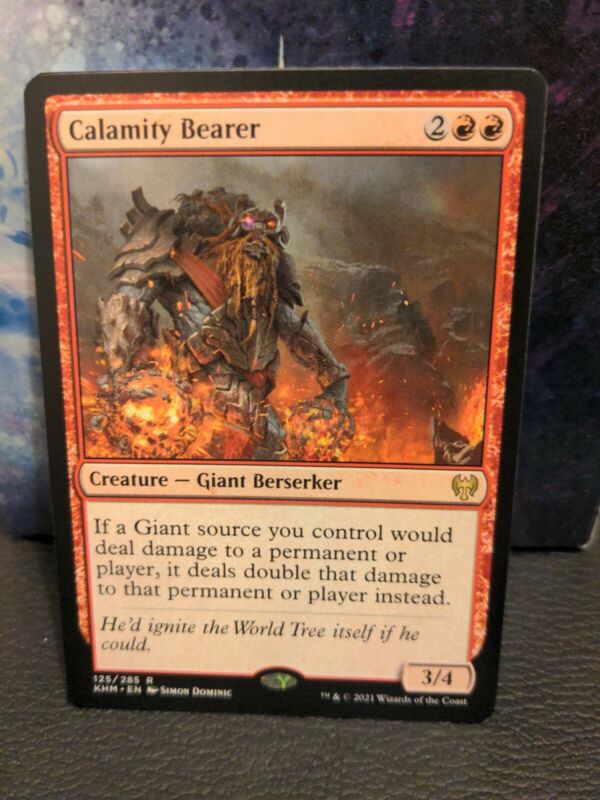 Calamity Bearer 2
Creature — Giant Berserker
If a Giant source you control would
deal damage to a permanent or
player, it deals double that damage
to that permanent or player instead.
He'd ignite the World Tree itself if he
could.
3/4
125/285 R
KHM • EN Simon Dominic
™ & © 2021 Wizards of the Coast